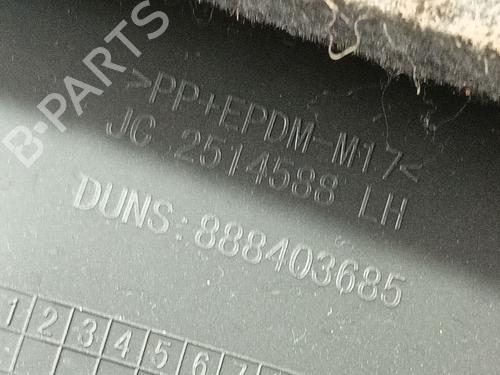 B-PARTS
>PP+EPDM-M17<
JC 2514588 LH
DUNS:888403685
1 2 3 4 5 6 7